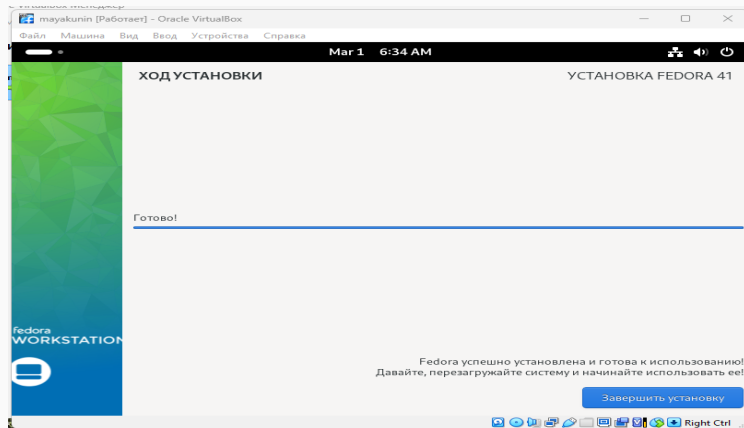 mayakunin [Работает] - Oracle VirtualBox
Файл Машина Вид Ввод Устройства Справка
Mar 1 6:34 AM
ХОД УСТАНОВКИ
УСТАНОВКА FEDORA 41
Готово!
fedora
WORKSTATION
Fedora успешно установлена и готова к использованию!
Давайте, перезагружайте систему и начинайте использовать ее!
Завершить установку
Right Ctrl